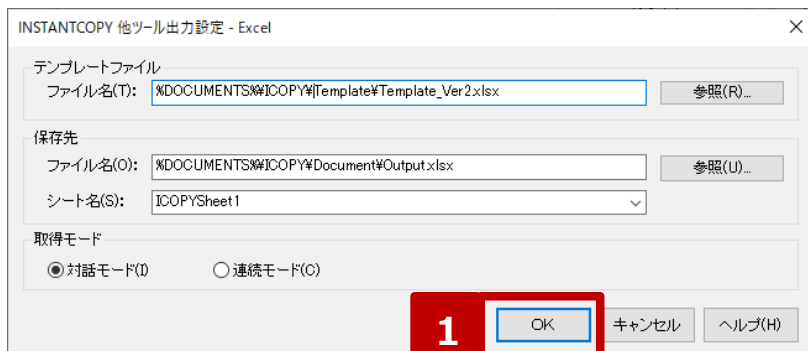 INSTANTCOPY 他ツール出力設定 - Excel
テンプレートファイル
ファイル名(T): %DOCUMENTS%¥ICOPY¥Template¥Template_Ver2.xlsx 参照(R)...
保存先
ファイル名(O): %DOCUMENTS%¥ICOPY¥Document¥Output.xlsx 参照(U)...
シート名(S): ICOPYSheet1
取得モード
対話モード(I) 連続モード(C)
1 OK キャンセル ヘルプ(H)